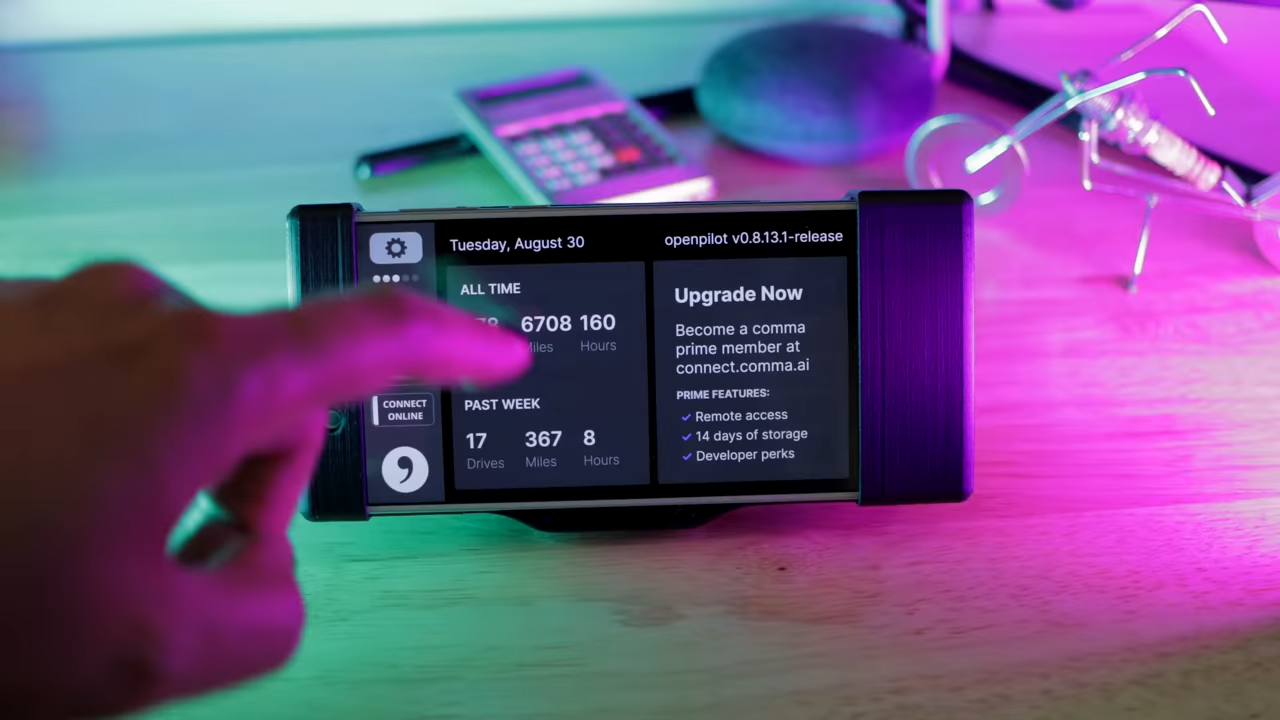 Tuesday, August 30
openpilot v0.8.13.1-release
ALL TIME
6708 160
Miles Hours
CONNECT
ONLINE
PAST WEEK
17 367 8
Drives Miles Hours
Upgrade Now
Become a comma
prime member at
connect.comma.ai
PRIME FEATURES:
Remote access
14 days of storage
Developer perks